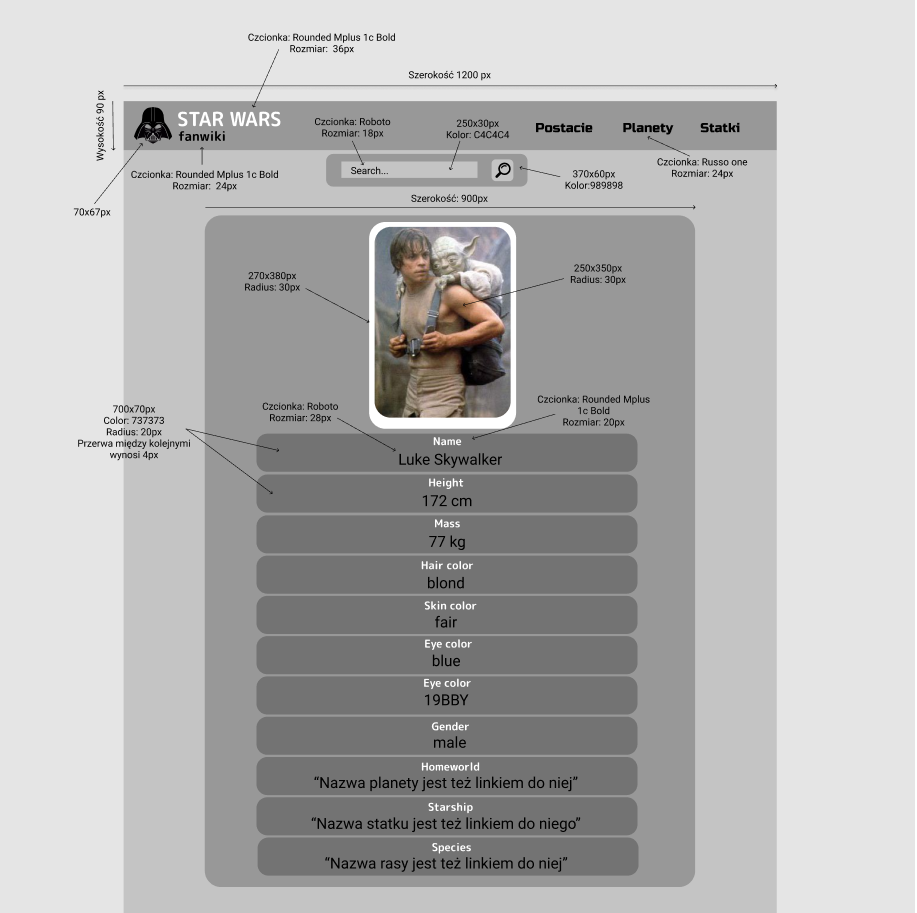 Czcionka: Rounded Mplus 1c Bold
Rozmiar:  36px
Szerokość 1200 px
Wysokość 90 px
STAR WARS
fanwiki
Czcionka: Roboto
Rozmiar: 18px
250x30px
Kolor: C4C4C4
Postacie
Planety
Statki
Search...
Czcionka: Rounded Mplus 1c Bold
Rozmiar:  24px
370x60px
Kolor:989898
Czcionka: Russo one
Rozmiar: 24px
70x67px
Szerokość: 900px
270x380px
Radius: 30px
250x350px
Radius: 30px
700x70px
Color: 737373
Radius: 20px
Przerwa między kolejnymi
wynosi 4px
Czcionka: Roboto
Rozmiar: 28px
Czcionka: Rounded Mplus
1c Bold
Rozmiar: 20px
Name
Luke Skywalker
Height
172 cm
Mass
77 kg
Hair color
blond
Skin color
fair
Eye color
blue
Eye color
19BBY
Gender
male
Homeworld
“Nazwa planety jest też linkiem do niej”
Starship
“Nazwa statku jest też linkiem do niego”
Species
“Nazwa rasy jest też linkiem do niej”